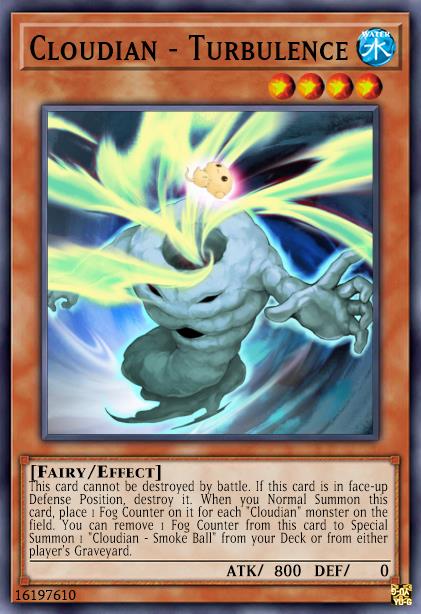 CLOUDIAN - TURBULENCE
WATER
水
[FAIRY/EFFECT]
This card cannot be destroyed by battle. If this card is in face-up
Defense Position, destroy it. When you Normal Summon this
card, place 1 Fog Counter on it for each "Cloudian" monster on the
field. You can remove 1 Fog Counter from this card to Special
Summon 1 "Cloudian - Smoke Ball" from your Deck or from either
player's Graveyard.
ATK/ 800 DEF/ 0
16197610